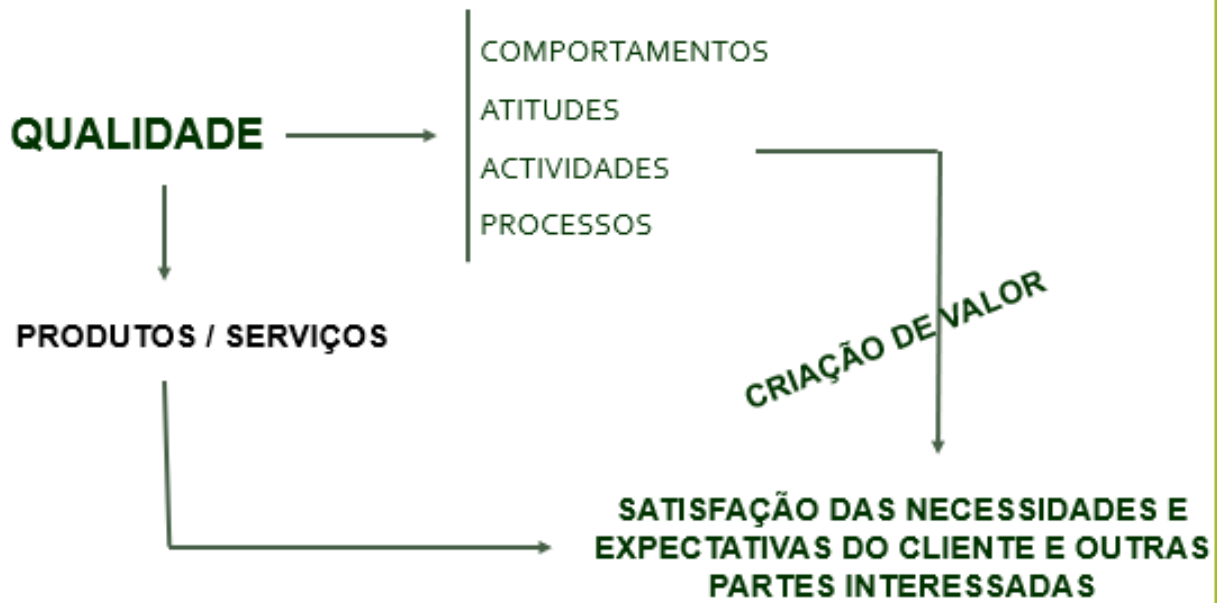 COMPORTAMENTOS
QUALIDADE
ATITUDES
ACTIVIDADES
PROCESSOS
PRODUTOS / SERVIÇOS
CRIAÇÃO DE VALOR
SATISFAÇÃO DAS NECESSIDADES E
EXPECTATIVAS DO CLIENTE E OUTRAS
PARTES INTERESSADAS